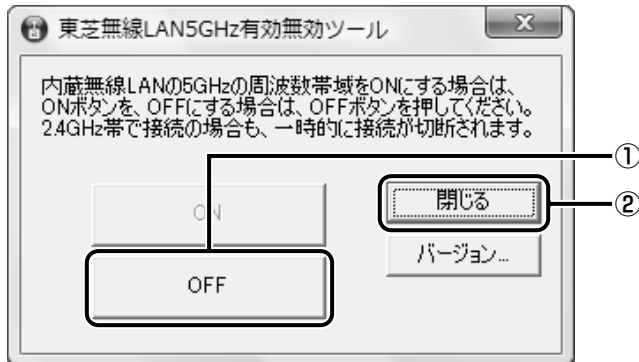 東芝無線LAN5GHz有効無効ツール
内蔵無線LANの5GHzの周波数帯域をONにする場合は、
ONボタンを、OFFにする場合は、OFFボタンを押してください。
2.4GHz帯で接続の場合も、一時的に接続が切断されます。
①
ON
閉じる
②
バージョン...
OFF